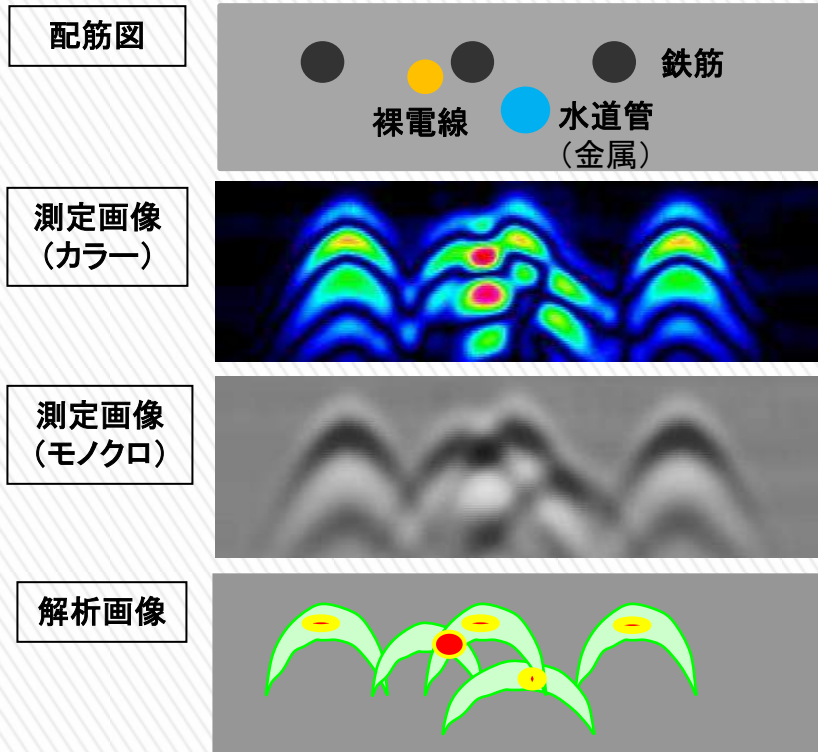 配筋図
鉄筋
裸電線
水道管
（金属）
測定画像
（カラー）
測定画像
（モノクロ）
解析画像